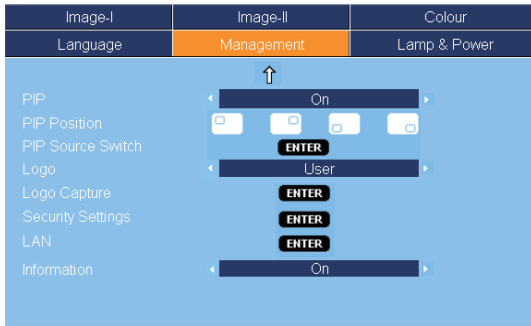 Image-I Image-II Colour
Language Management Lamp & Power
PIP On
PIP Position
PIP Source Switch ENTER
Logo User
Logo Capture ENTER
Security Settings ENTER
LAN ENTER
Information On